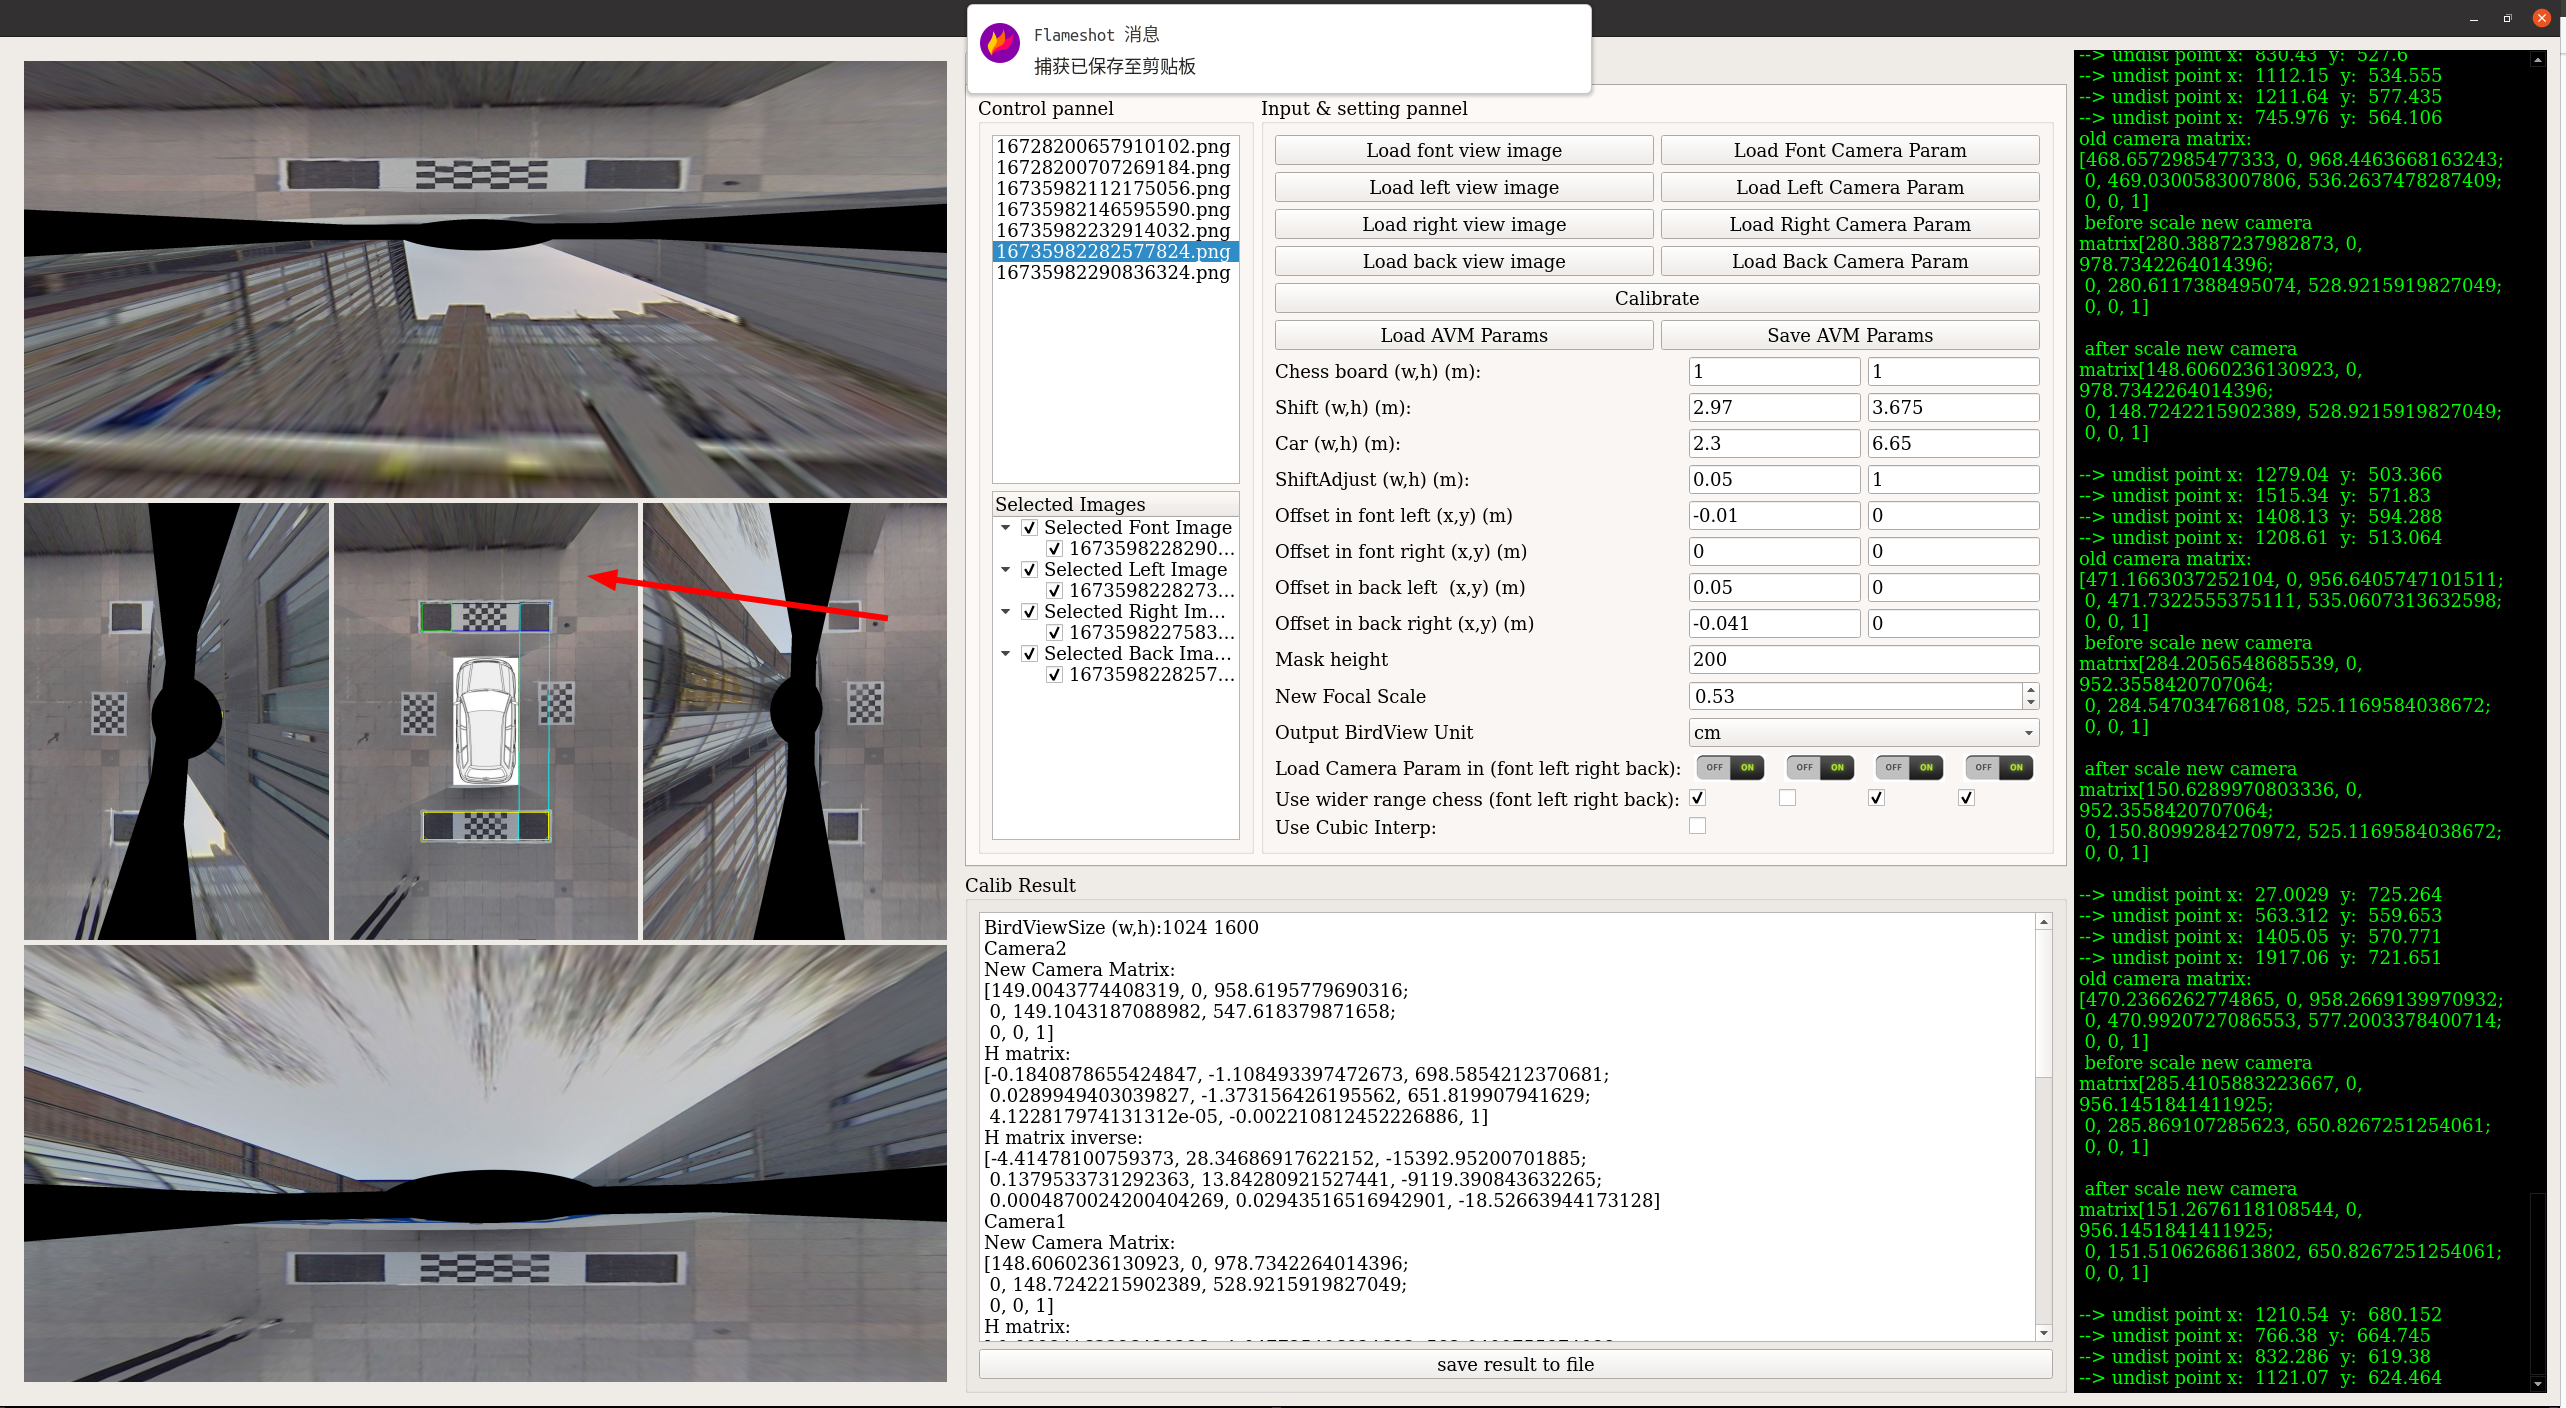 Flameshot 消息
捕获已保存至剪贴板
Control pannel
16728200657910102.png
16728200707269184.png
16735982112175056.png
16735982146595590.png
16735982232914032.png
16735982282577824.png
16735982290836324.png
Selected Images
Selected Font Image
1673598228290...
Selected Left Image
1673598228273...
Selected Right Im...
1673598227583...
Selected Back Ima...
1673598228257...
Input & setting pannel
Load font view image
Load Font Camera Param
Load left view image
Load Left Camera Param
Load right view image
Load Right Camera Param
Load back view image
Load Back Camera Param
Calibrate
Load AVM Params
Save AVM Params
Chess board (w,h) (m): 1 1
Shift (w,h) (m): 2.97 3.675
Car (w,h) (m): 2.3 6.65
ShiftAdjust (w,h) (m): 0.05 1
Offset in font left (x,y) (m) -0.01 0
Offset in font right (x,y) (m) 0 0
Offset in back left (x,y) (m) 0.05 0
Offset in back right (x,y) (m) -0.041 0
Mask height 200
New Focal Scale 0.53
Output BirdView Unit cm
Load Camera Param in (font left right back): OFF ON OFF ON OFF ON OFF ON
Use wider range chess (font left right back):
Use Cubic Interp:
Calib Result
BirdViewSize (w,h):1024 1600
Camera2
New Camera Matrix:
[149.0043774408319, 0, 958.6195779690316;
0, 149.1043187088982, 547.618379871658;
0, 0, 1]
H matrix:
[-0.1840878655424847, -1.108493397472673, 698.5854212370681;
0.0289949403039827, -1.373156426195562, 651.819907941629;
4.122817974131312e-05, -0.002210812452226886, 1]
H matrix inverse:
[-4.41478100759373, 28.34686917622152, -15392.95200701885;
0.1379533731292363, 13.84280921527441, -9119.390843632265;
0.0004870024200404269, 0.02943516516942901, -18.52663944173128]
Camera1
New Camera Matrix:
[148.6060236130923, 0, 978.7342264014396;
0, 148.7242215902389, 528.9215919827049;
0, 0, 1]
H matrix:
save result to file
--> undist point x: 830.43 y: 527.6
--> undist point x: 1112.15 y: 534.555
--> undist point x: 1211.64 y: 577.435
--> undist point x: 745.976 y: 564.106
old camera matrix:
[468.6572985477333, 0, 968.4463668163243;
0, 469.0300583007806, 536.2637478287409;
0, 0, 1]
before scale new camera
matrix[280.3887237982873, 0,
978.7342264014396;
0, 280.6117388495074, 528.9215919827049;
0, 0, 1]
after scale new camera
matrix[148.6060236130923, 0,
978.7342264014396;
0, 148.7242215902389, 528.9215919827049;
0, 0, 1]
--> undist point x: 1279.04 y: 503.366
--> undist point x: 1515.34 y: 571.83
--> undist point x: 1408.13 y: 594.288
--> undist point x: 1208.61 y: 513.064
old camera matrix:
[471.1663037252104, 0, 956.6405747101511;
0, 471.7322555375111, 535.0607313632598;
0, 0, 1]
before scale new camera
matrix[284.2056548685539, 0,
952.3558420707064;
0, 284.547034768108, 525.1169584038672;
0, 0, 1]
after scale new camera
matrix[150.6289970803336, 0,
952.3558420707064;
0, 150.8099284270972, 525.1169584038672;
0, 0, 1]
--> undist point x: 27.0029 y: 725.264
--> undist point x: 563.312 y: 559.653
--> undist point x: 1405.05 y: 570.771
--> undist point x: 1917.06 y: 721.651
old camera matrix:
[470.2366262774865, 0, 958.2669139970932;
0, 470.9920727086553, 577.2003378400714;
0, 0, 1]
before scale new camera
matrix[285.4105883223667, 0,
956.1451841411925;
0, 285.869107285623, 650.8267251254061;
0, 0, 1]
after scale new camera
matrix[151.2676118108544, 0,
956.1451841411925;
0, 151.5106268613802, 650.8267251254061;
0, 0, 1]
--> undist point x: 1210.54 y: 680.152
--> undist point x: 766.38 y: 664.745
--> undist point x: 832.286 y: 619.38
--> undist point x: 1121.07 y: 624.464